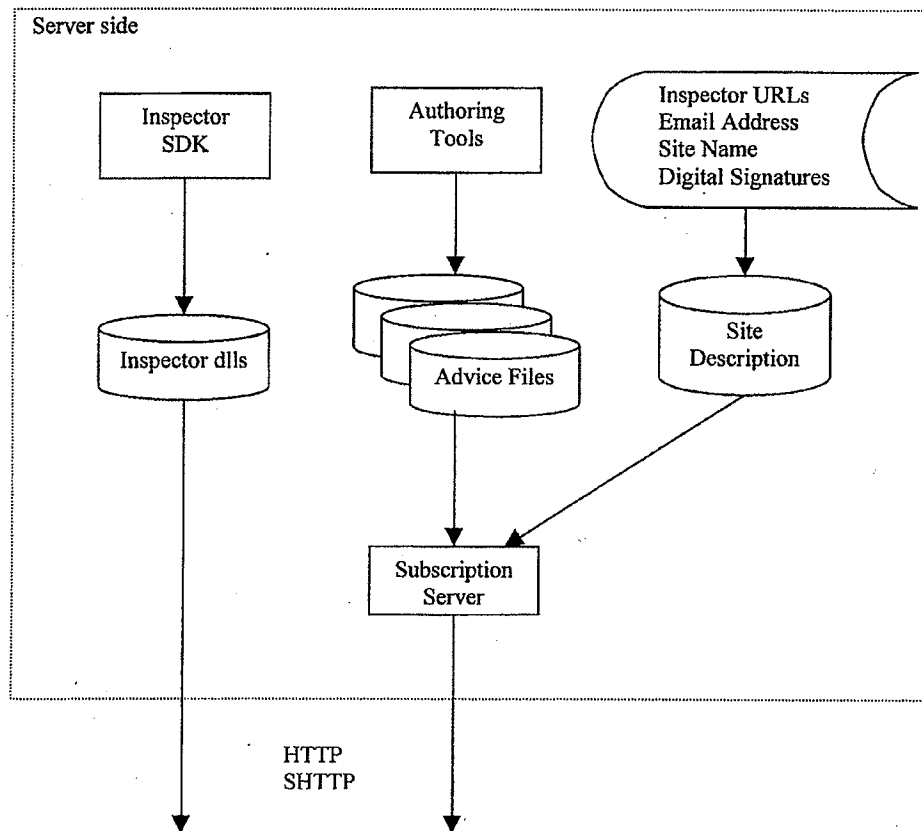 Server side
Inspector
SDK
Authoring
Tools
Inspector URLs
Email Address
Site Name
Digital Signatures
Inspector dlls
Advice Files
Site
Description
Subscription
Server
HTTP
SHTTP